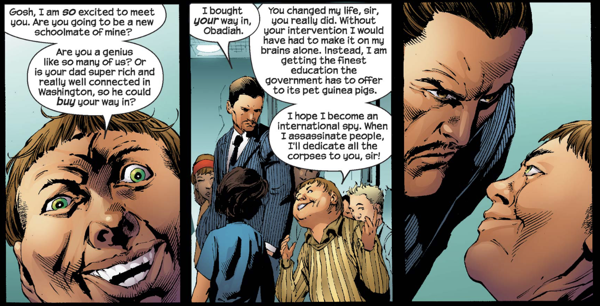 Gosh, I am so excited to meet
you. Are you going to be a new
schoolmate of mine?
Are you a genius
like so many of us? Or
is your dad super rich and
really well connected in
Washington, so he could
buy your way in?
I bought
your way in,
Obadiah.
You changed my life, sir,
you really did. Without
your intervention I would
have had to make it on my
brains alone. Instead, I am
getting the finest
education the
government has to offer
to its pet guinea pigs.
I hope I become an
international spy. When
I assassinate people,
I'll dedicate all the
corpses to you, sir!